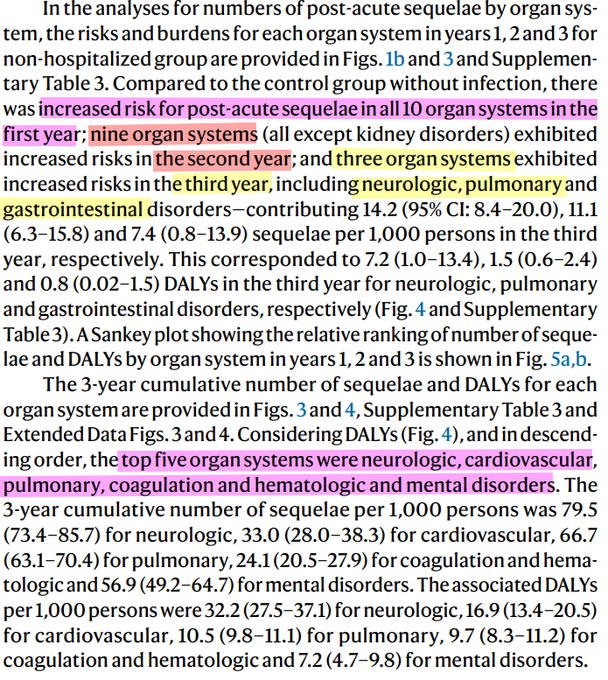 In the analyses for numbers of post-acute sequelae by organ sys-
tem, the risks and burdens for each organ system in years 1, 2 and 3 for
non-hospitalized group are provided in Figs. 1b and 3 and Supplemen-
tary Table 3. Compared to the control group without infection, there
was increased risk for post-acute sequelae in all 10 organ systems in the
first year; nine organ systems (all except kidney disorders) exhibited
increased risks in the second year; and three organ systems exhibited
increased risks in the third year, including neurologic, pulmonary and
gastrointestinal disorders—contributing 14.2 (95% CI: 8.4–20.0), 11.1
(6.3–15.8) and 7.4 (0.8–13.9) sequelae per 1,000 persons in the third
year, respectively. This corresponded to 7.2 (1.0–13.4), 1.5 (0.6–2.4)
and 0.8 (0.02–1.5) DALYs in the third year for neurologic, pulmonary
and gastrointestinal disorders, respectively (Fig. 4 and Supplementary
Table 3). A Sankey plot showing the relative ranking of number of seque-
lae and DALYs by organ system in years 1, 2 and 3 is shown in Fig. 5a,b.
The 3-year cumulative number of sequelae and DALYs for each
organ system are provided in Figs. 3 and 4, Supplementary Table 3 and
Extended Data Figs. 3 and 4. Considering DALYs (Fig. 4), and in descend-
ing order, the top five organ systems were neurologic, cardiovascular,
pulmonary, coagulation and hematologic and mental disorders. The
3-year cumulative number of sequelae per 1,000 persons was 79.5
(73.4–85.7) for neurologic, 33.0 (28.0–38.3) for cardiovascular, 66.7
(63.1–70.4) for pulmonary, 24.1 (20.5–27.9) for coagulation and hema-
tologic and 56.9 (49.2–64.7) for mental disorders. The associated DALYs
per 1,000 persons were 32.2 (27.5–37.1) for neurologic, 16.9 (13.4–20.5)
for cardiovascular, 10.5 (9.8–11.1) for pulmonary, 9.7 (8.3–11.2) for
coagulation and hematologic and 7.2 (4.7–9.8) for mental disorders.